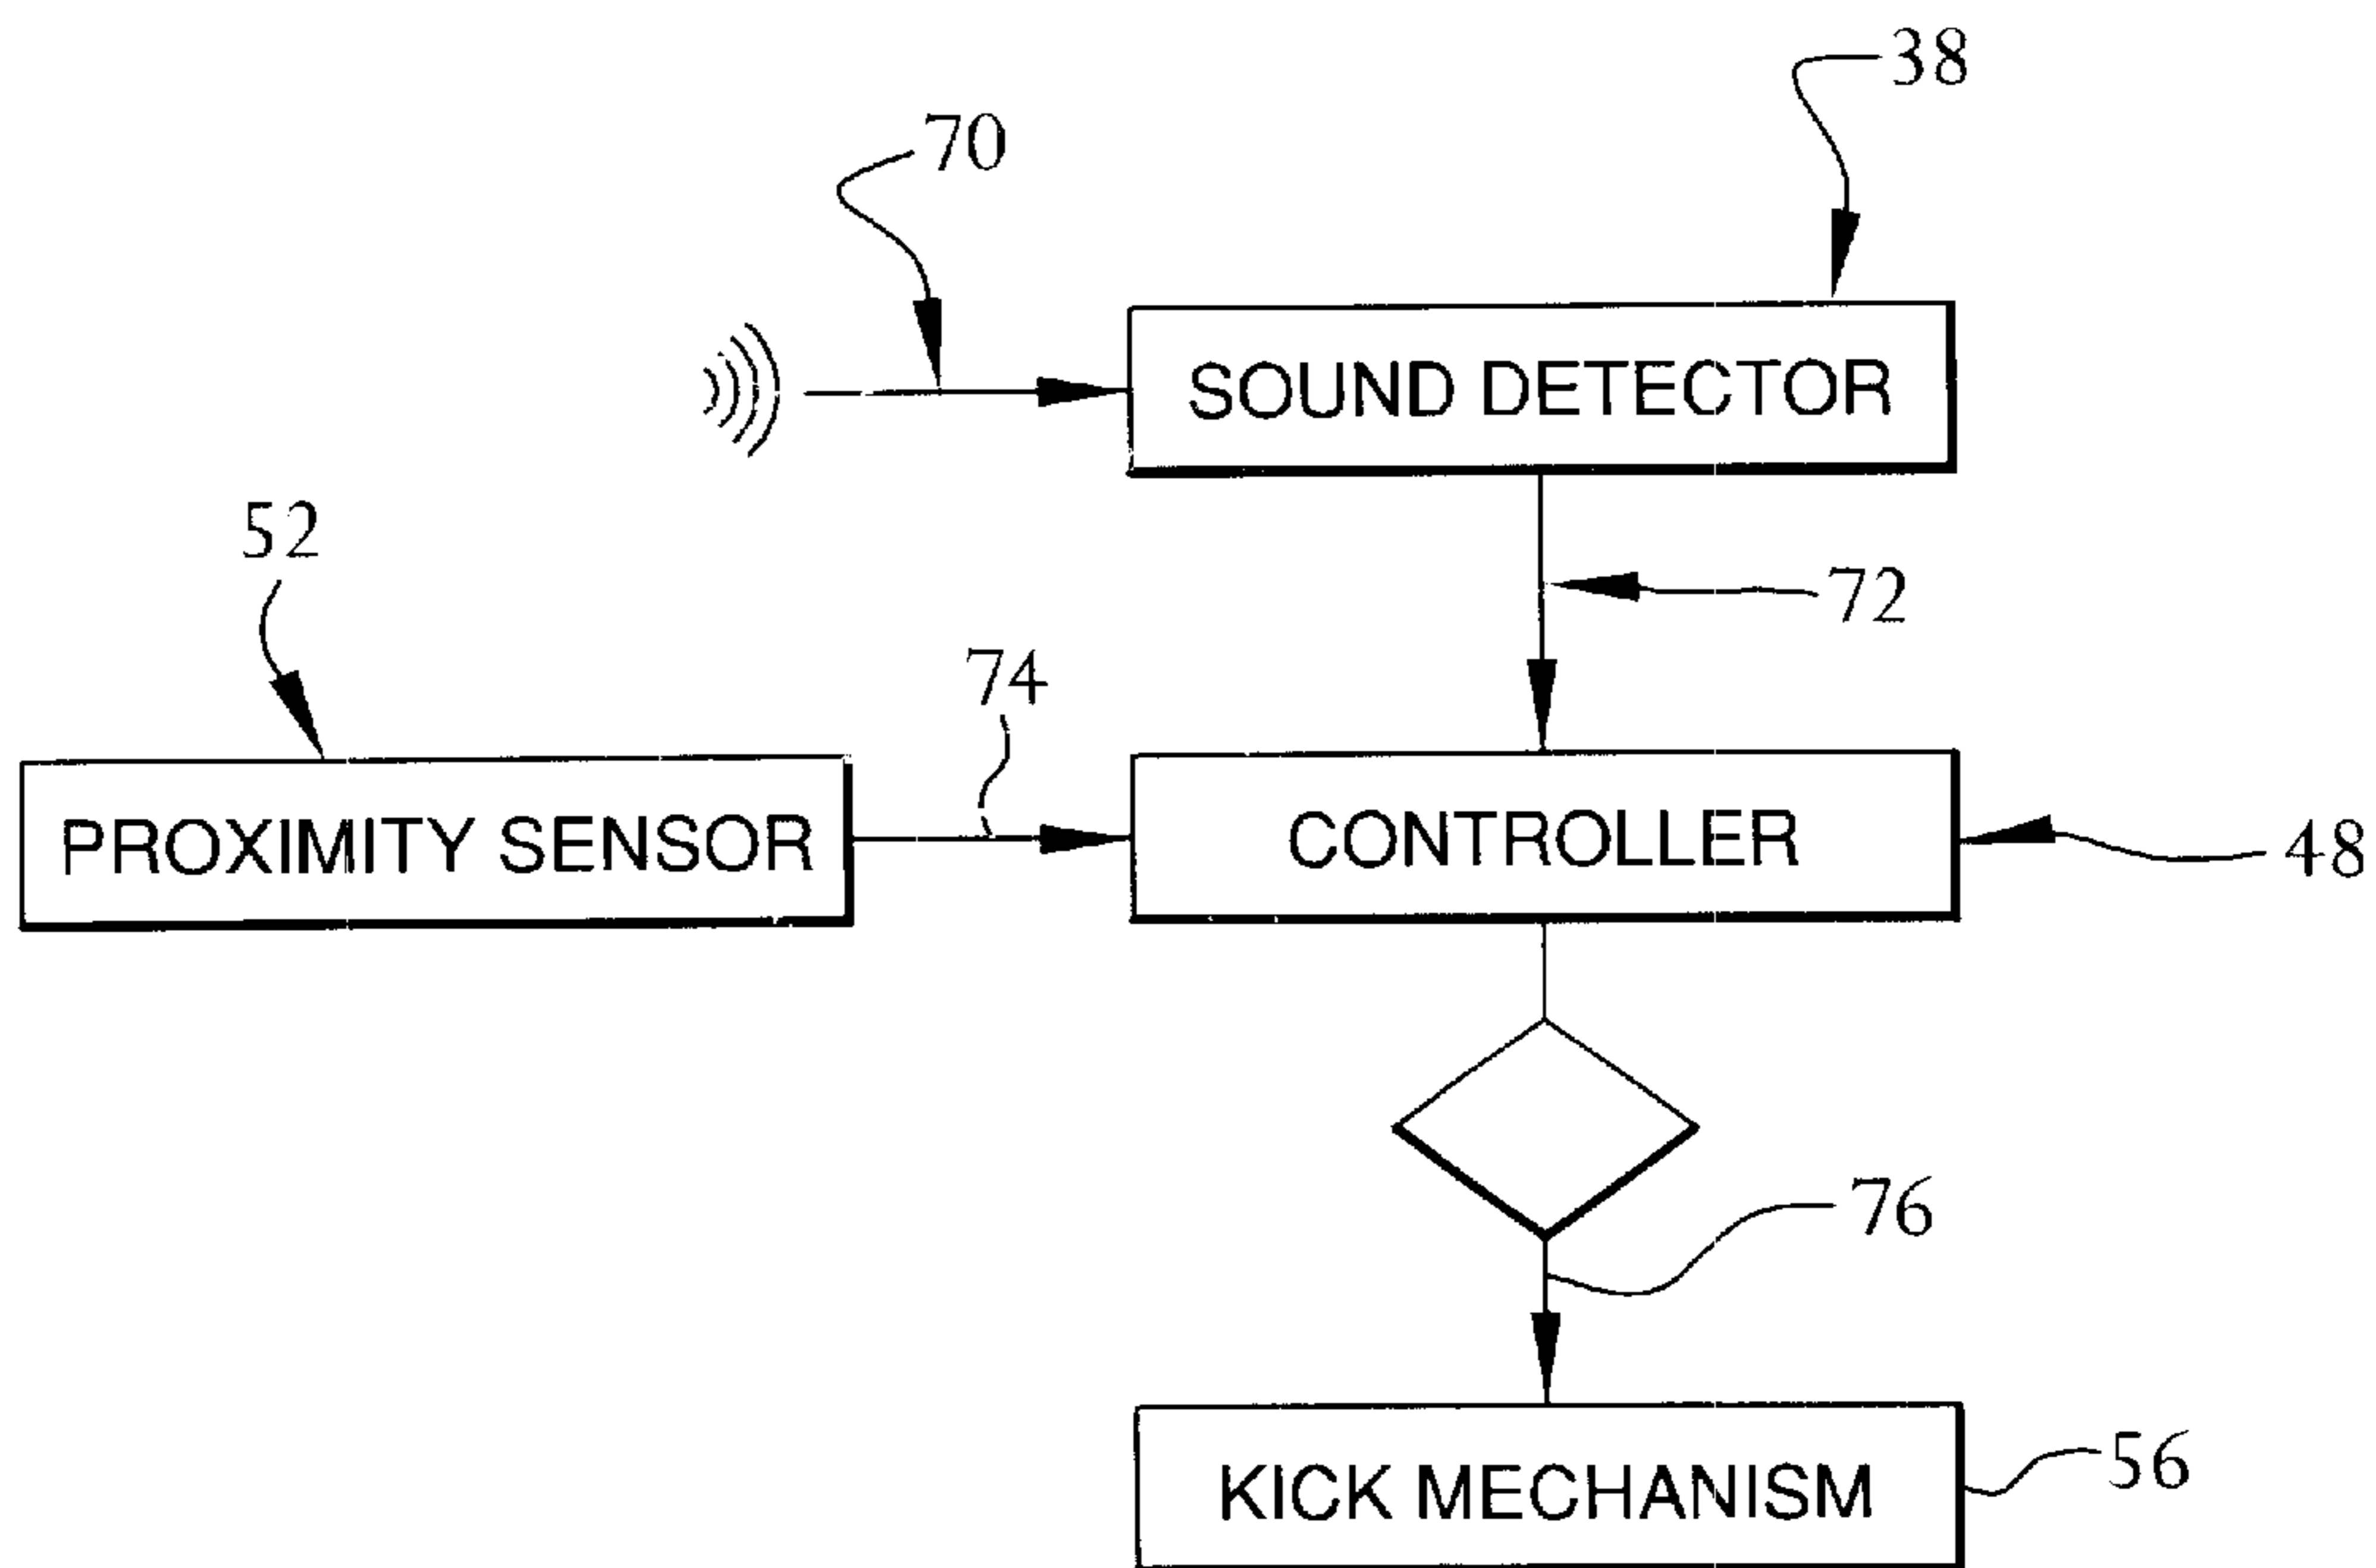 38
70
SOUND DETECTOR
52
72
74
PROXIMITY SENSOR
CONTROLLER
48
76
56
KICK MECHANISM